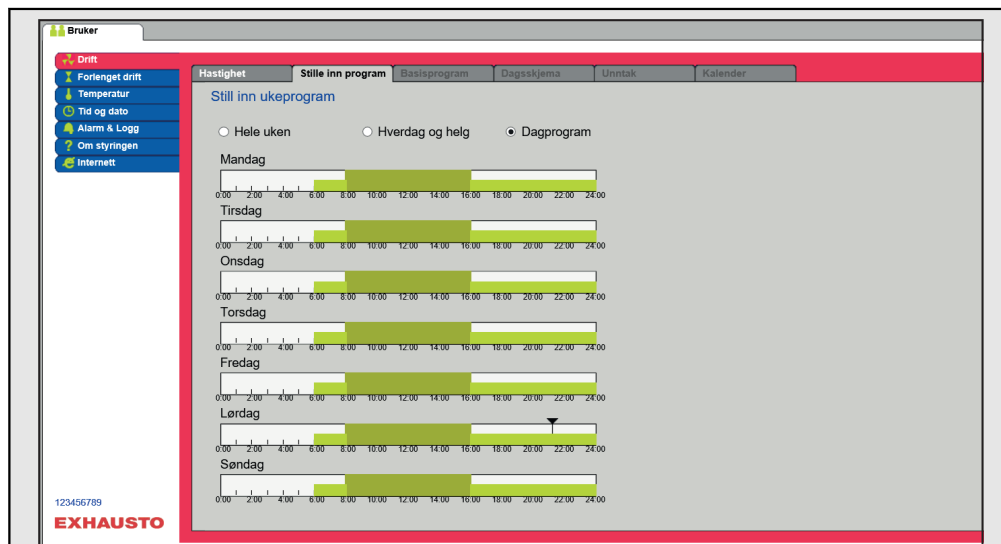 Bruker
Drift
Forlenget drift
Temperatur
Tid og dato
Alarm & Logg
Om styringen
Internett
Hastighet Stille inn program Basisprogram Dagsskjema Unntak Kalender
Still inn ukeprogram
Hele uken Hverdag og helg Dagprogram
Mandag
0:00 2:00 4:00 6:00 8:00 10:00 12:00 14:00 16:00 18:00 20:00 22:00 24:00
Tirsdag
0:00 2:00 4:00 6:00 8:00 10:00 12:00 14:00 16:00 18:00 20:00 22:00 24:00
Onsdag
0:00 2:00 4:00 6:00 8:00 10:00 12:00 14:00 16:00 18:00 20:00 22:00 24:00
Torsdag
0:00 2:00 4:00 6:00 8:00 10:00 12:00 14:00 16:00 18:00 20:00 22:00 24:00
Fredag
0:00 2:00 4:00 6:00 8:00 10:00 12:00 14:00 16:00 18:00 20:00 22:00 24:00
Lørdag
0:00 2:00 4:00 6:00 8:00 10:00 12:00 14:00 16:00 18:00 20:00 22:00 24:00
Søndag
0:00 2:00 4:00 6:00 8:00 10:00 12:00 14:00 16:00 18:00 20:00 22:00 24:00
123456789
EXHAUSTO